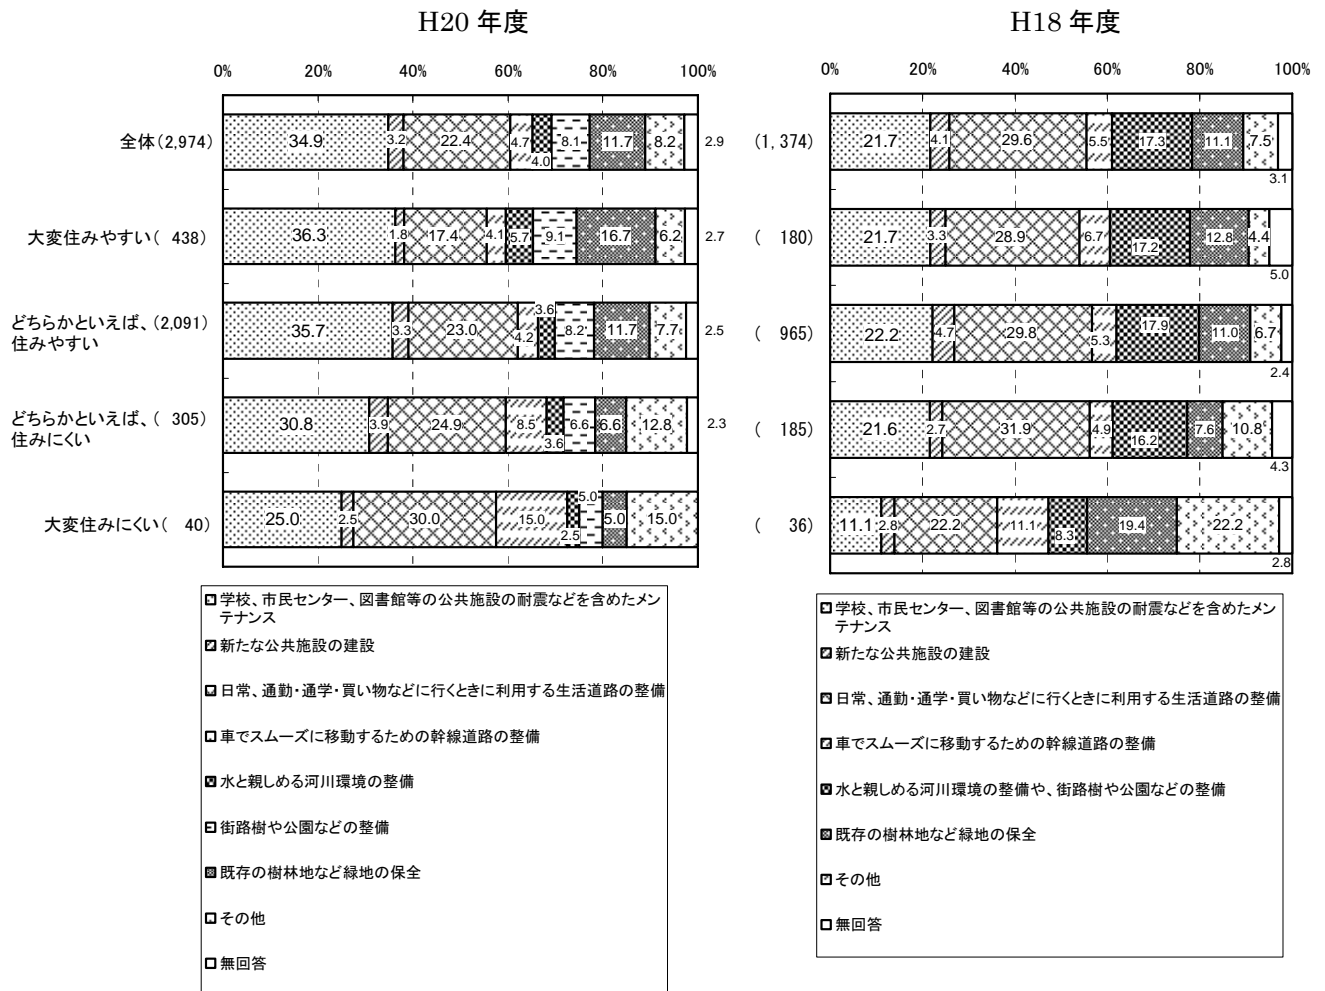 H20 年度
H18 年度
0% 20% 40% 60% 80% 100%
0% 20% 40% 60% 80% 100%
全体(2,974) 34.9 3.2 22.4 4.7 4.0 8.1 11.7 8.2 2.9
(1,374) 21.7 4.1 29.6 5.5 17.3 11.1 7.5 3.1
大変住みやすい( 438) 36.3 1.8 17.4 4.1 5.7 9.1 16.7 6.2 2.7
( 180) 21.7 3.3 28.9 6.7 17.2 12.8 4.4 5.0
どちらかといえば、(2,091)
住みやすい
35.7 3.3 23.0 4.2 3.6 8.2 11.7 7.7 2.5
( 965) 22.2 4.7 29.8 5.3 17.9 11.0 6.7 2.4
どちらかといえば、( 305)
住みにくい
30.8 3.9 24.9 8.5 3.6 6.6 6.6 12.8 2.3
( 185) 21.6 2.7 31.9 4.9 16.2 7.6 10.8 4.3
大変住みにくい( 40) 25.0 2.5 30.0 15.0 2.5 5.0 5.0 15.0
( 36) 11.1 2.8 22.2 11.1 8.3 19.4 22.2 2.8
学校、市民センター、図書館等の公共施設の耐震などを含めたメン
テナンス
新たな公共施設の建設
日常、通勤・通学・買い物などに行くときに利用する生活道路の整備
車でスムーズに移動するための幹線道路の整備
水と親しめる河川環境の整備
街路樹や公園などの整備
既存の樹林地など緑地の保全
その他
無回答
学校、市民センター、図書館等の公共施設の耐震などを含めたメン
テナンス
新たな公共施設の建設
日常、通勤・通学・買い物などに行くときに利用する生活道路の整備
車でスムーズに移動するための幹線道路の整備
水と親しめる河川環境の整備や、街路樹や公園などの整備
既存の樹林地など緑地の保全
その他
無回答